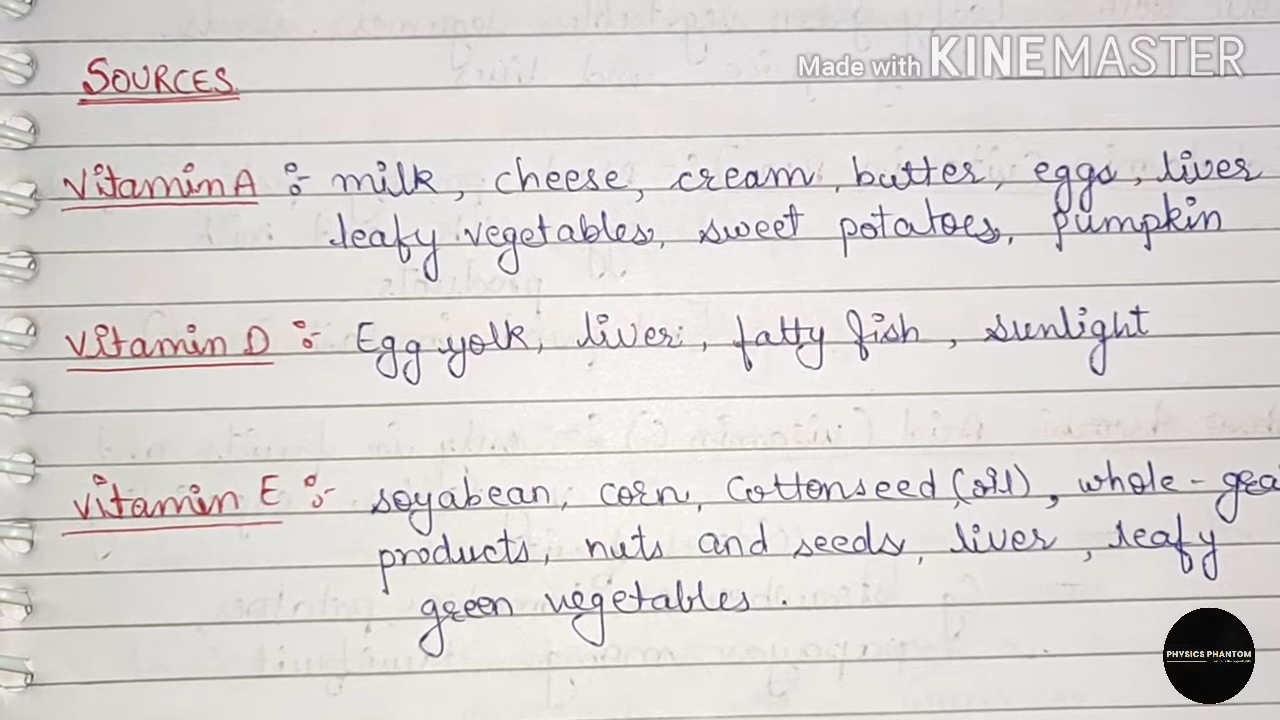 SOURCES
Made with KINEMASTER
Vitamin A :- milk, cheese, cream, butter, eggs, liver
leafy vegetables, sweet potatoes, pumpkin
Vitamin D :- Egg yolk, liver, fatty fish, sunlight
Vitamin E :- soyabean, corn, cottonseed (oil), whole-grai
products, nuts and seeds, liver, leafy
green vegetables.
PHYSICS PHANTOM